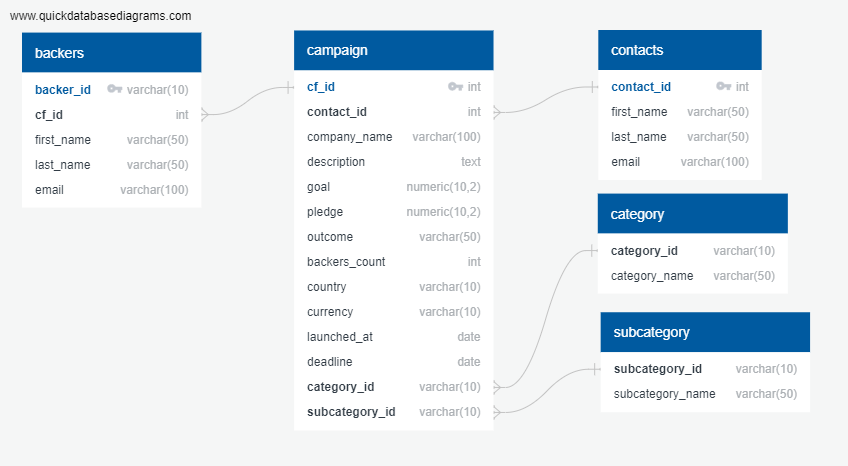 www.quickdatabasediagrams.com
backers
backer_id varchar(10)
cf_id int
first_name varchar(50)
last_name varchar(50)
email varchar(100)
campaign
cf_id int
contact_id int
company_name varchar(100)
description text
goal numeric(10,2)
pledge numeric(10,2)
outcome varchar(50)
backers_count int
country varchar(10)
currency varchar(10)
launched_at date
deadline date
category_id varchar(10)
subcategory_id varchar(10)
contacts
contact_id int
first_name varchar(50)
last_name varchar(50)
email varchar(100)
category
category_id varchar(10)
category_name varchar(50)
subcategory
subcategory_id varchar(10)
subcategory_name varchar(50)